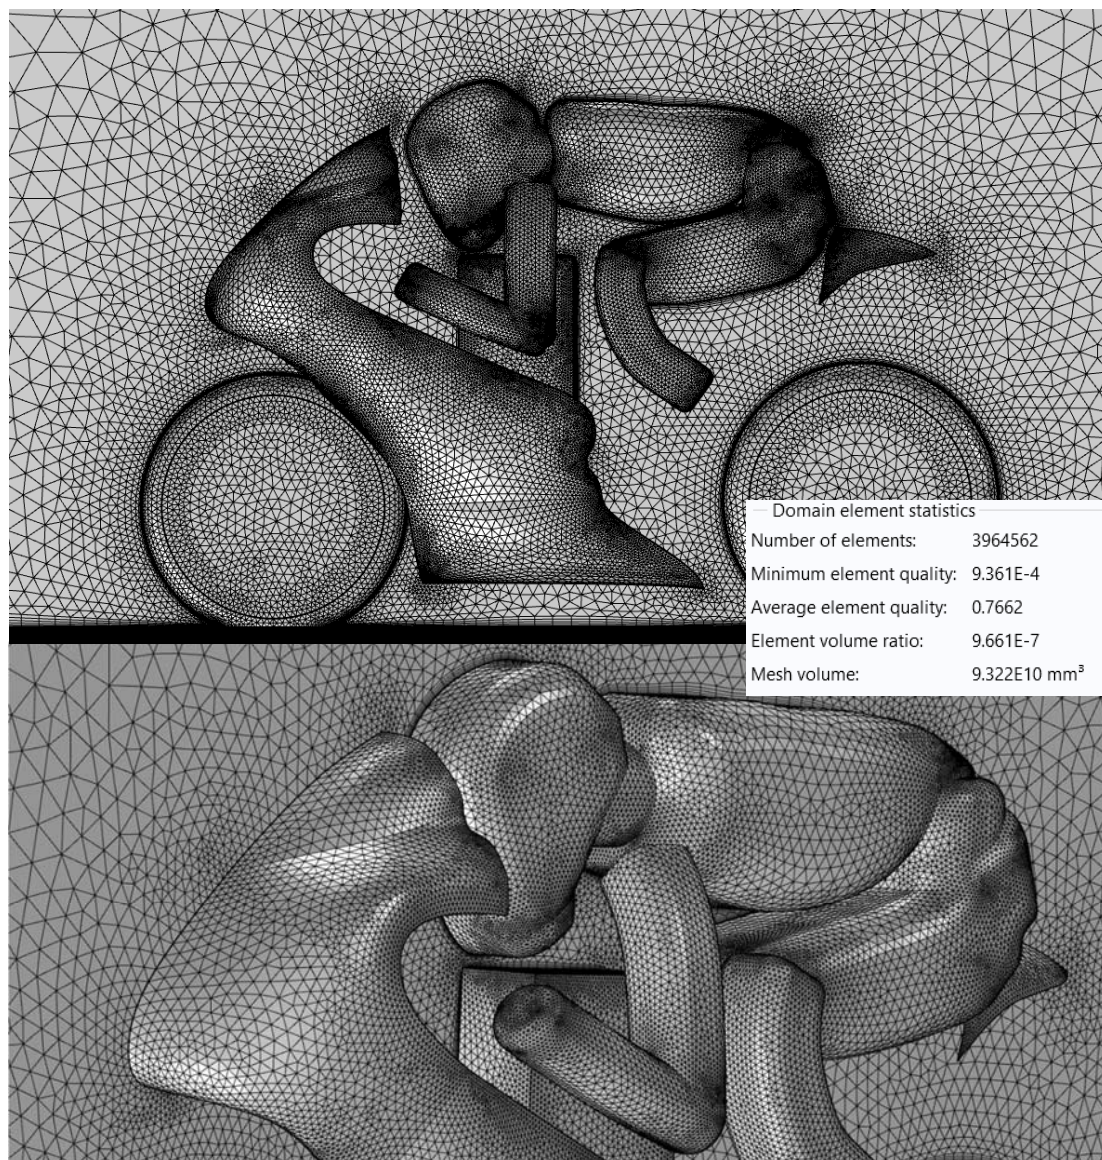 Domain element statistics
Number of elements: 3964562
Minimum element quality: 9.361E-4
Average element quality: 0.7662
Element volume ratio: 9.661E-7
Mesh volume: 9.322E10 mm³